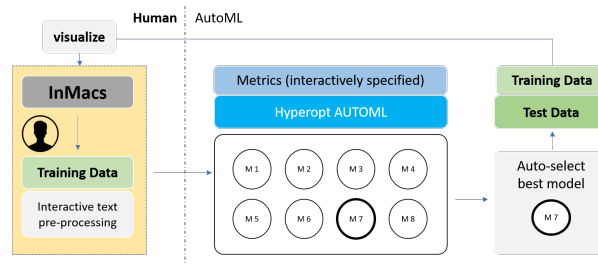 Human
AutoML
visualize
InMacs
Training Data
Interactive text
pre-processing
Metrics (interactively specified)
Hyperopt AUTOML
M 1
M 2
M 3
M 4
M 5
M 6
M 7
M 8
Training Data
Test Data
Auto-select
best model
M 7